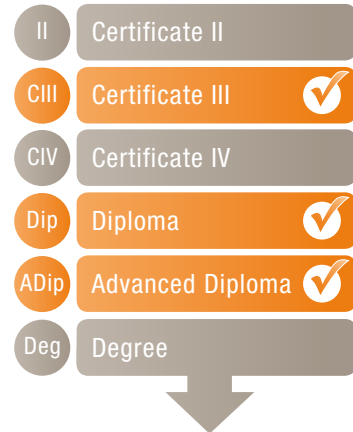 II Certificate II
CIII Certificate III
CIV Certificate IV
Dip Diploma
ADip Advanced Diploma
Deg Degree